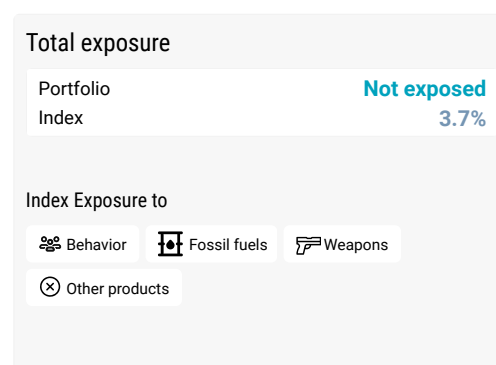 Total exposure
Portfolio Not exposed
Index 3.7%
Index Exposure to
Behavior Fossil fuels Weapons
Other products